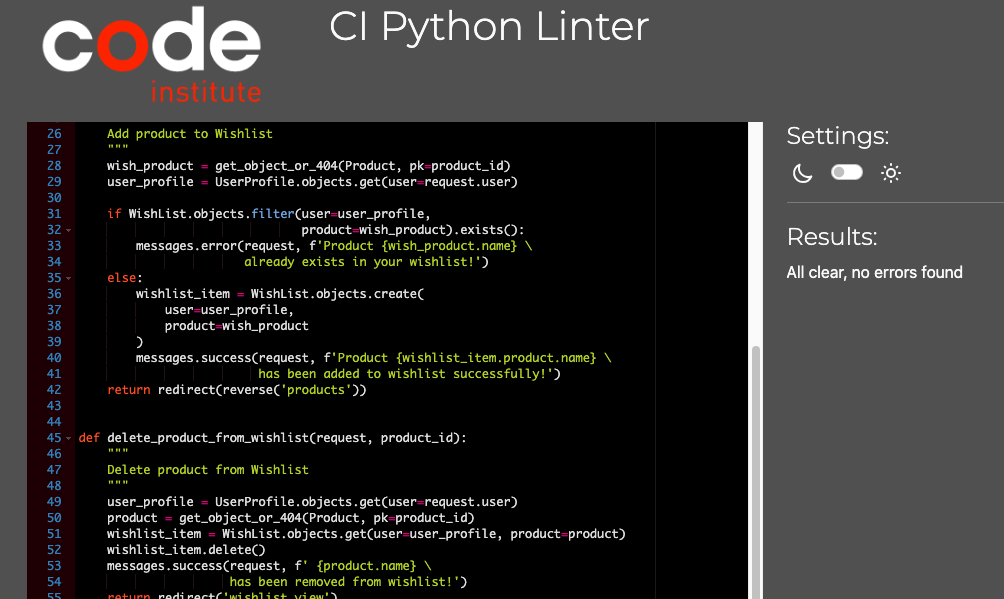 code
institute
CI Python Linter
26 Add product to Wishlist
27 """
28 wish_product = get_object_or_404(Product, pk=product_id)
29 user_profile = UserProfile.objects.get(user=request.user)
30
31 if WishList.objects.filter(user=user_profile,
32 product=wish_product).exists():
33 messages.error(request, f'Product {wish_product.name} \
34 already exists in your wishlist!')
35 else:
36 wishlist_item = WishList.objects.create(
37 user=user_profile,
38 product=wish_product
39 )
40 messages.success(request, f'Product {wishlist_item.product.name} \
41 has been added to wishlist successfully!')
42 return redirect(reverse('products'))
43
44
45 def delete_product_from_wishlist(request, product_id):
46 """
47 Delete product from Wishlist
48 """
49 user_profile = UserProfile.objects.get(user=request.user)
50 product = get_object_or_404(Product, pk=product_id)
51 wishlist_item = WishList.objects.get(user=user_profile, product=product)
52 wishlist_item.delete()
53 messages.success(request, f' {product.name} \
54 has been removed from wishlist!')
55 return redirect('wishlist_view')
Settings:
Results:
All clear, no errors found